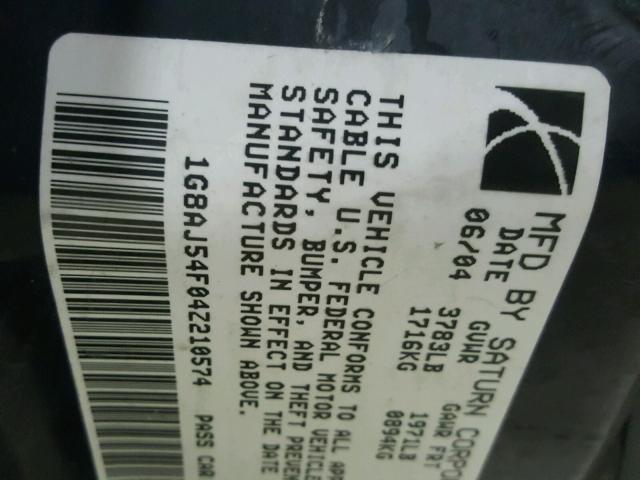 MFD BY SATURN CORPO
DATE GVWR GAWR FRT
06/04 3783LB 1971LB
1716KG 0894KG
THIS VEHICLE CONFORMS TO ALL APP
CABLE U.S. FEDERAL MOTOR VEHICLE
SAFETY, BUMPER, AND THEFT PREVEN
STANDARDS IN EFFECT ON THE DATE
MANUFACTURE SHOWN ABOVE.
1G8AJ54F04Z210574 PASS CAR